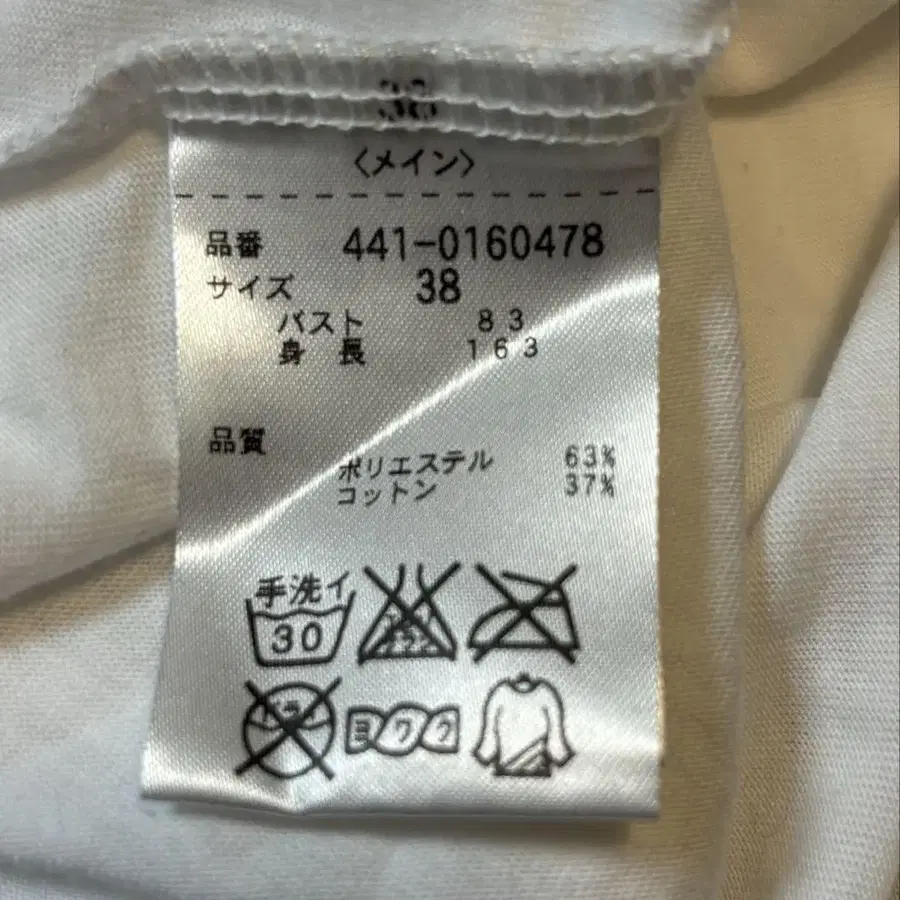 38
〈メイン〉
品番 441-0160478
サイズ 38
バスト 83
身長 163
品質
ポリエステル 63%
コットン 37%
手洗イ
30
ヨワク